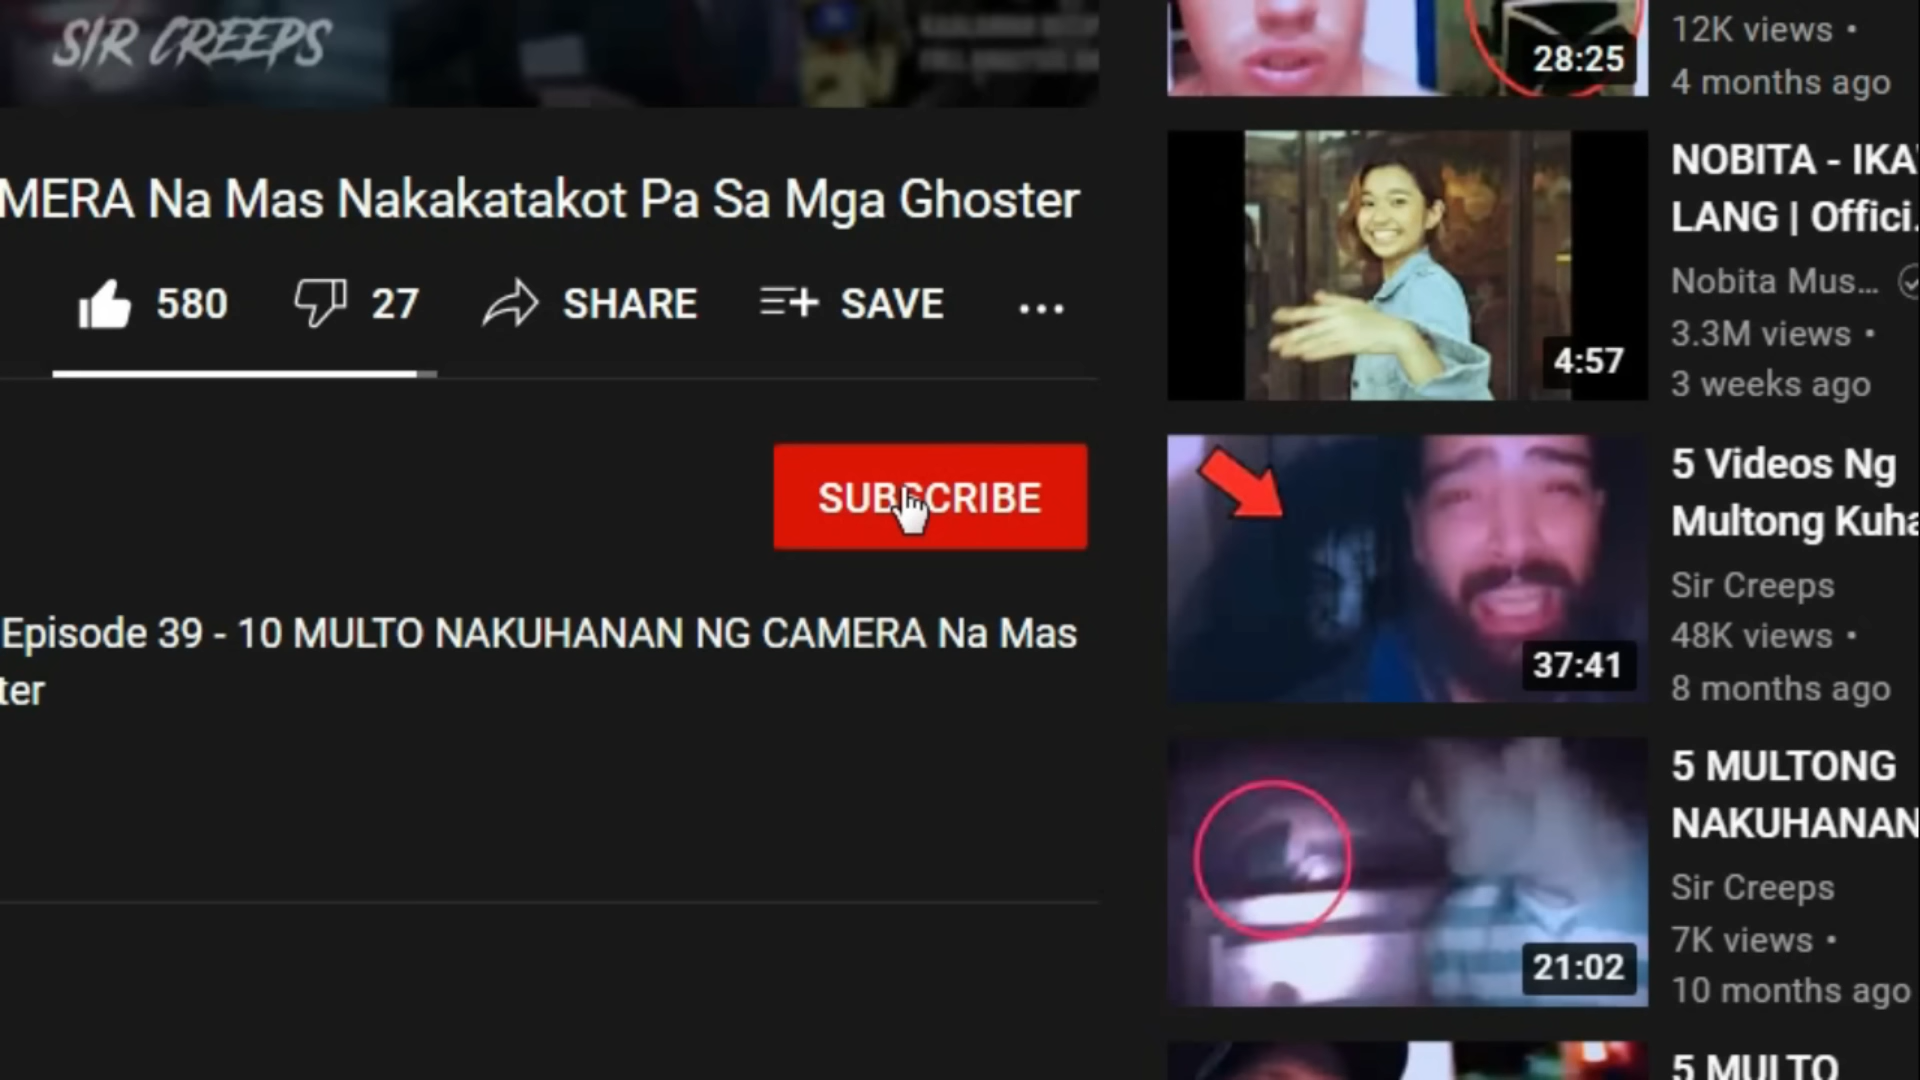 SIR CREEPS
MERA Na Mas Nakakatakot Pa Sa Mga Ghoster
580
27
SHARE
SAVE
SUBSCRIBE
Episode 39 - 10 MULTO NAKUHANAN NG CAMERA Na Mas
ter
28:25
12K views •
4 months ago
4:57
NOBITA - IKA
LANG | Offici.
Nobita Mus...
3.3M views •
3 weeks ago
37:41
5 Videos Ng
Multong Kuha
Sir Creeps
48K views •
8 months ago
21:02
5 MULTONG
NAKUHANAN
Sir Creeps
7K views •
10 months ago
5 MULTO